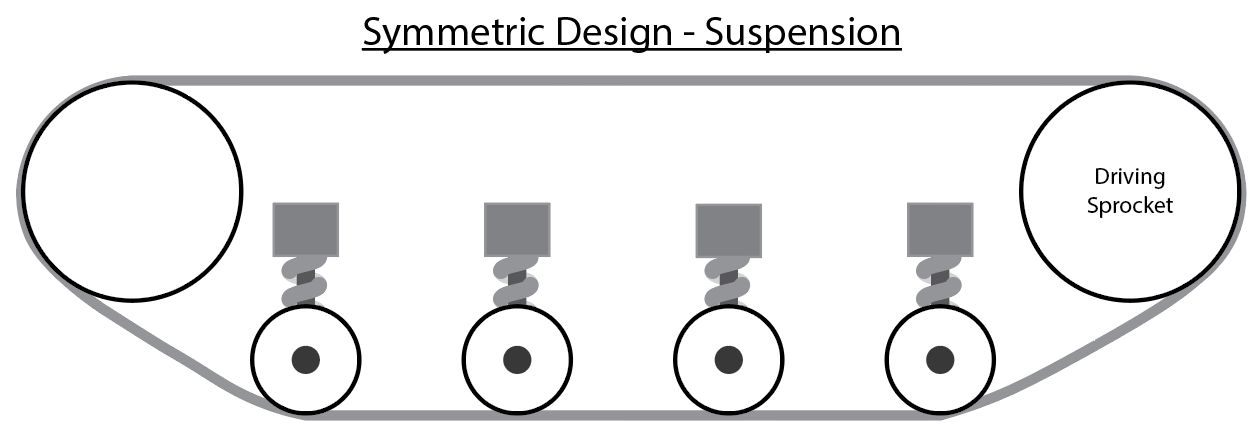 Symmetric Design - Suspension
Driving
Sprocket